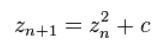 z_{n+1} = z_n^2 + c